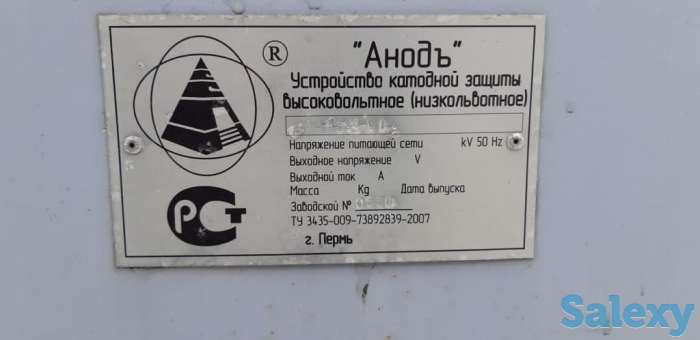 ®
"Анодъ"
Устройство катодной защиты
высоковольтное (низкольвотное)
Напряжение питающей сети kV 50 Hz
Выходное напряжение V
Выходной ток A
Масса Kg Дата выпуска
Заводской №
ТУ 3435-009-73892839-2007
г. Пермь
РСТ
Salexy